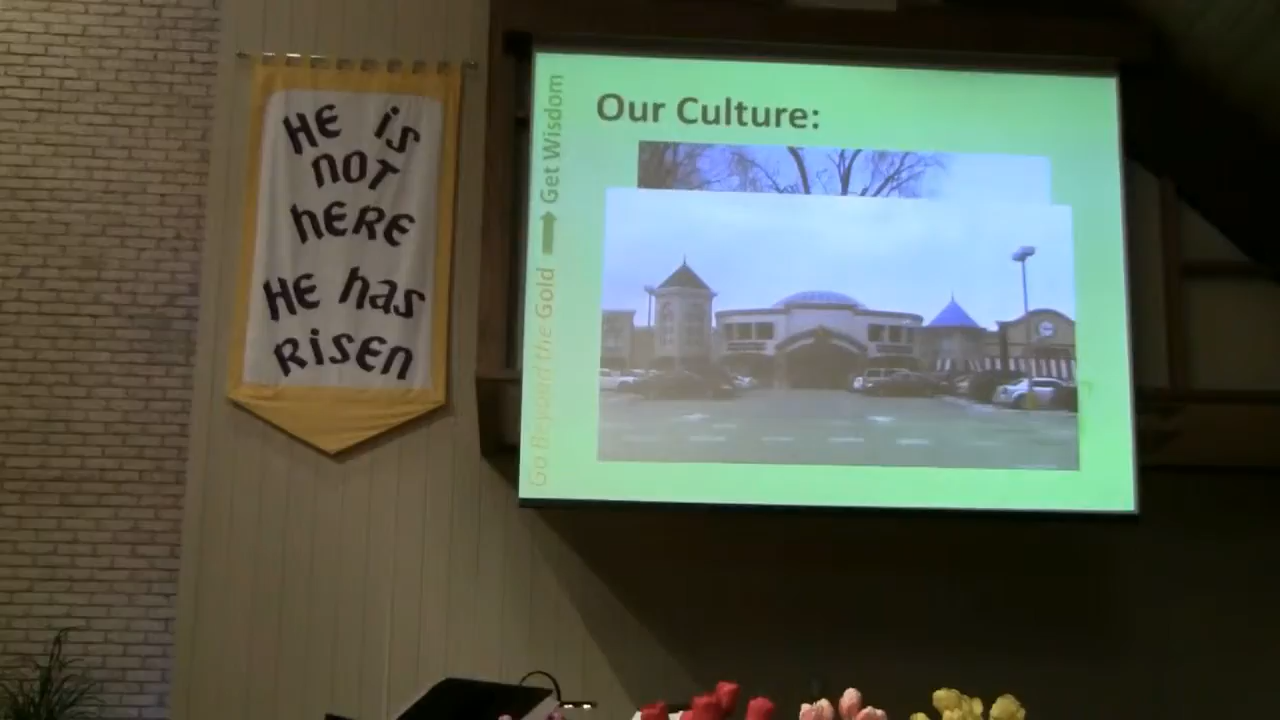 HE is
not
hERE
HE has
RisEn
Our Culture:
Go Beyond the Gold ➡ Get Wisdom